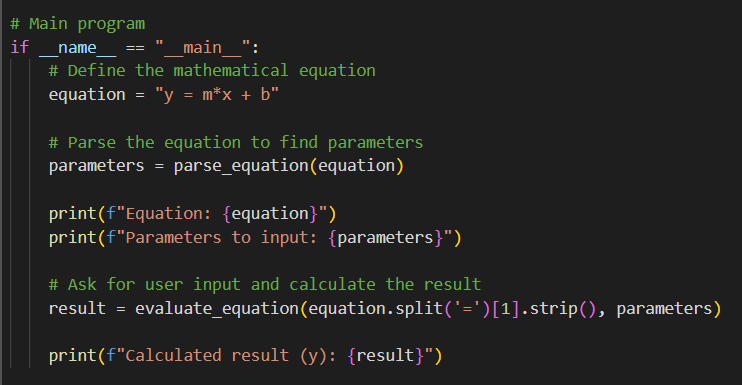 # Main program
if __name__ == "__main__":
    # Define the mathematical equation
    equation = "y = m*x + b"
    # Parse the equation to find parameters
    parameters = parse_equation(equation)
    print(f"Equation: {equation}")
    print(f"Parameters to input: {parameters}")
    # Ask for user input and calculate the result
    result = evaluate_equation(equation.split('=')[1].strip(), parameters)
    print(f"Calculated result (y): {result}")